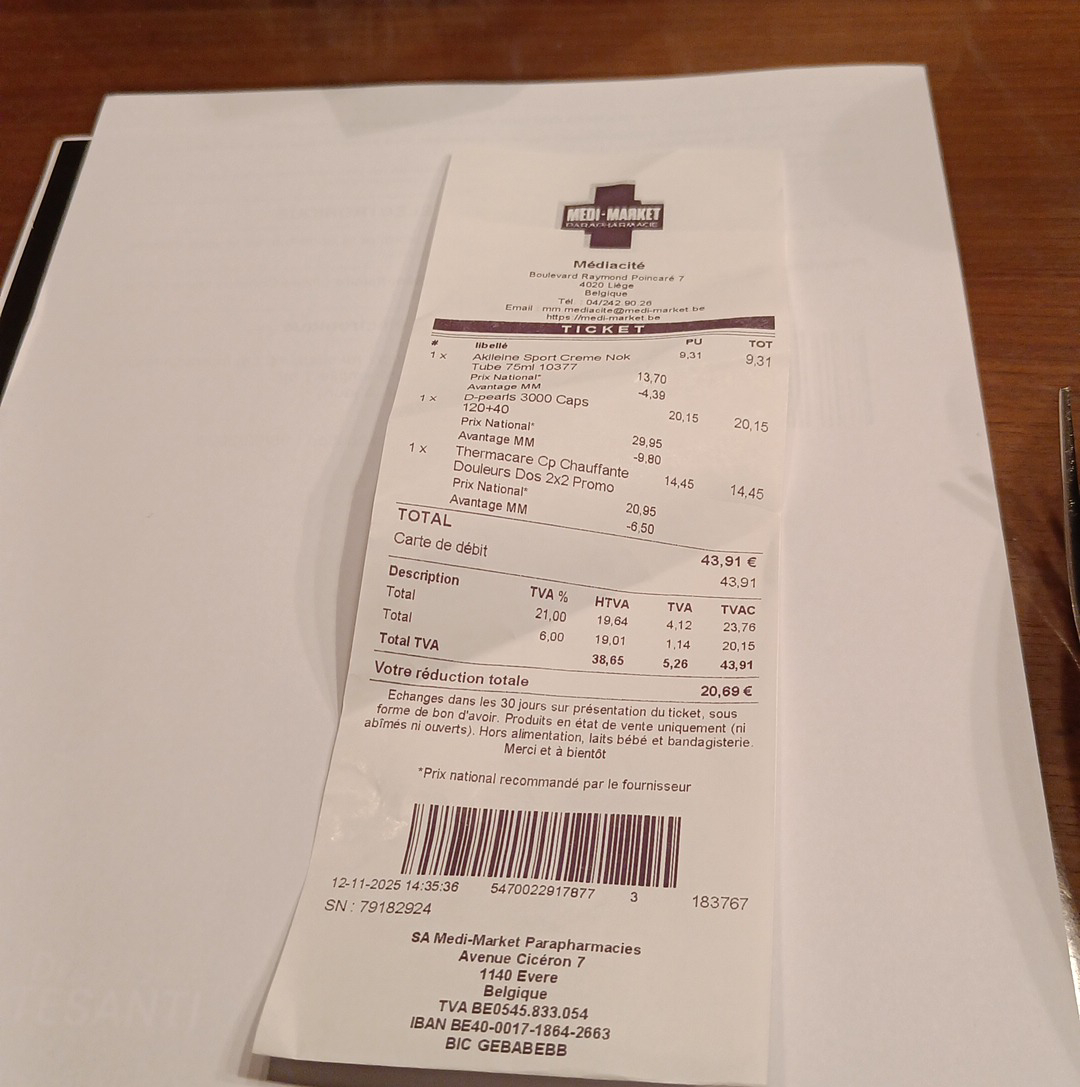 MEDI-MARKET
PARAPHARMACIE
Médiacité
Boulevard Raymond Poincaré 7
4020 Liège
Belgique
Tél. : 04/242.90.26
Email : mm.mediacite@medi-market.be
https://medi-market.be
TICKET
# libellé PU TOT
1 x Akileine Sport Creme Nok 9,31 9,31
Tube 75ml 10377
Prix National* 13,70
Avantage MM -4,39
1 x D-pearls 3000 Caps 20,15 20,15
120+40
Prix National* 29,95
Avantage MM -9,80
1 x Thermacare Cp Chauffante 14,45 14,45
Douleurs Dos 2x2 Promo
Prix National* 20,95
Avantage MM -6,50
TOTAL 43,91 €
Carte de débit 43,91
Description TVA % HTVA TVA TVAC
Total 21,00 19,64 4,12 23,76
Total 6,00 19,01 1,14 20,15
Total TVA 38,65 5,26 43,91
Votre réduction totale 20,69 €
Echanges dans les 30 jours sur présentation du ticket, sous
forme de bon d'avoir. Produits en état de vente uniquement (ni
abîmés ni ouverts). Hors alimentation, laits bébé et bandagisterie.
Merci et à bientôt
*Prix national recommandé par le fournisseur
12-11-2025 14:35:36 5470022917877 3 183767
SN : 79182924
SA Medi-Market Parapharmacies
Avenue Cicéron 7
1140 Evere
Belgique
TVA BE0545.833.054
IBAN BE40-0017-1864-2663
BIC GEBABEBB